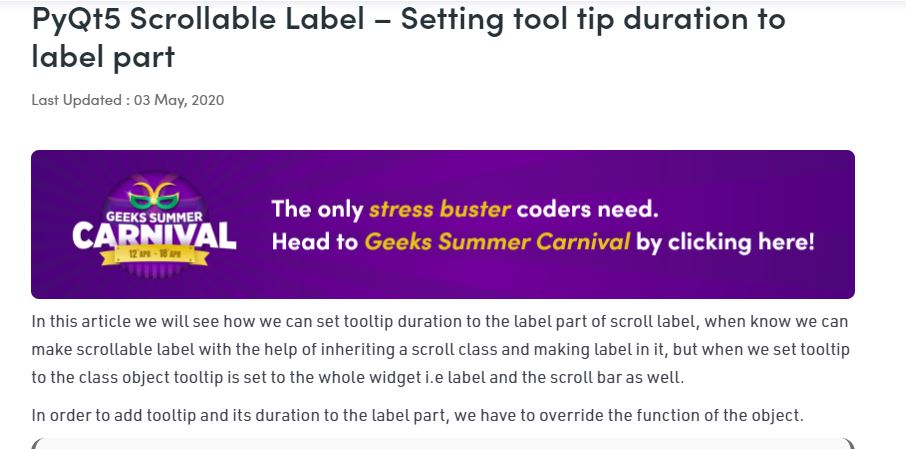 PyQt5 Scrollable Label – Setting tool tip duration to
label part
Last Updated : 03 May, 2020
GEEKS SUMMER
CARNIVAL
12 APR - 18 APR
The only stress buster coders need.
Head to Geeks Summer Carnival by clicking here!
In this article we will see how we can set tooltip duration to the label part of scroll label, when know we can
make scrollable label with the help of inheriting a scroll class and making label in it, but when we set tooltip
to the class object tooltip is set to the whole widget i.e label and the scroll bar as well.
In order to add tooltip and its duration to the label part, we have to override the function of the object.